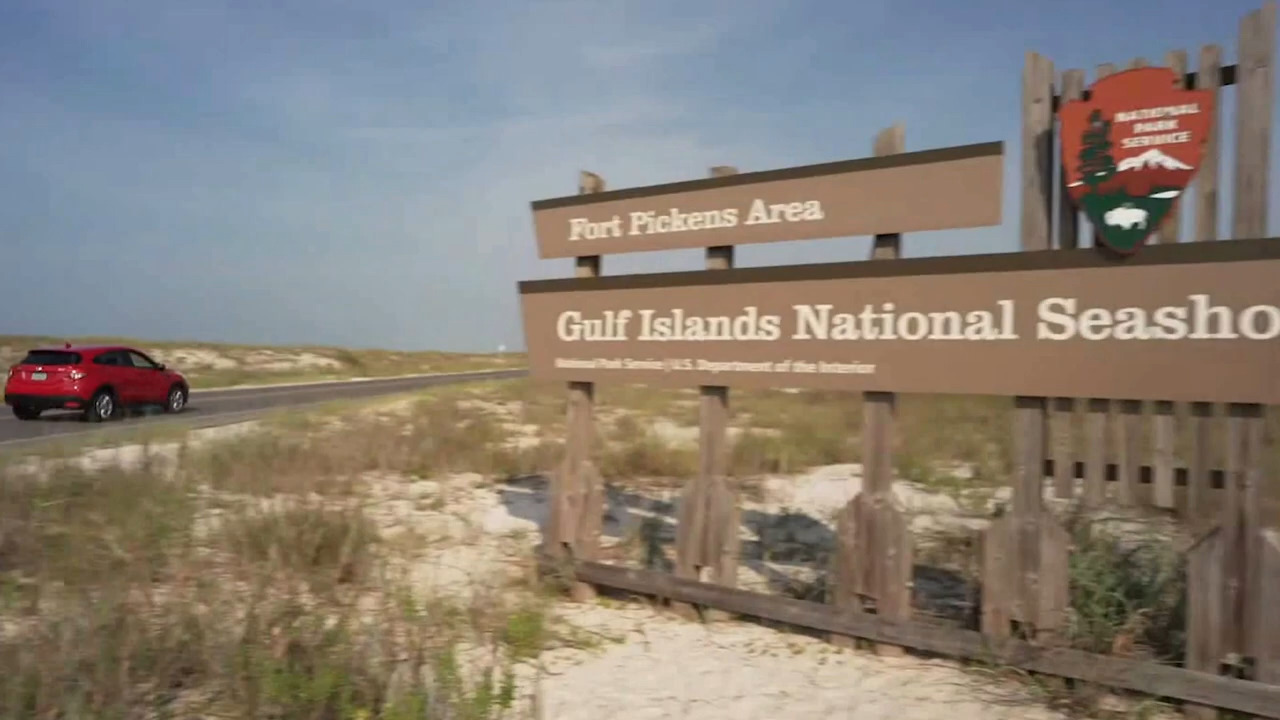 NATIONAL
PARK
SERVICE
Fort Pickens Area
Gulf Islands National Seasho
National Park Service | U.S. Department of the Interior